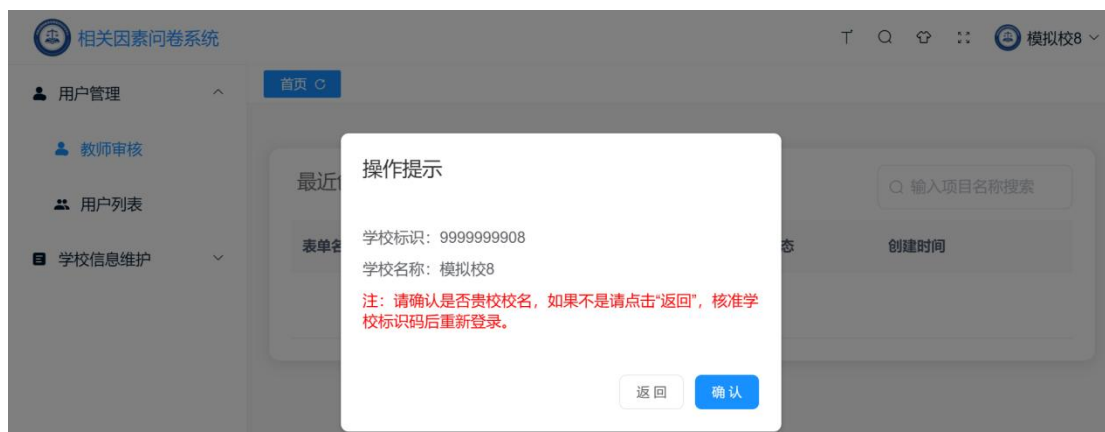 相关因素问卷系统
模拟校8
用户管理
首页
教师审核
操作提示
最近
输入项目名称搜索
用户列表
学校标识：9999999908
表单名
态
创建时间
学校信息维护
学校名称：模拟校8
注：请确认是否贵校校名，如果不是请点击“返回”，核准学
校标识码后重新登录。
返回
确认